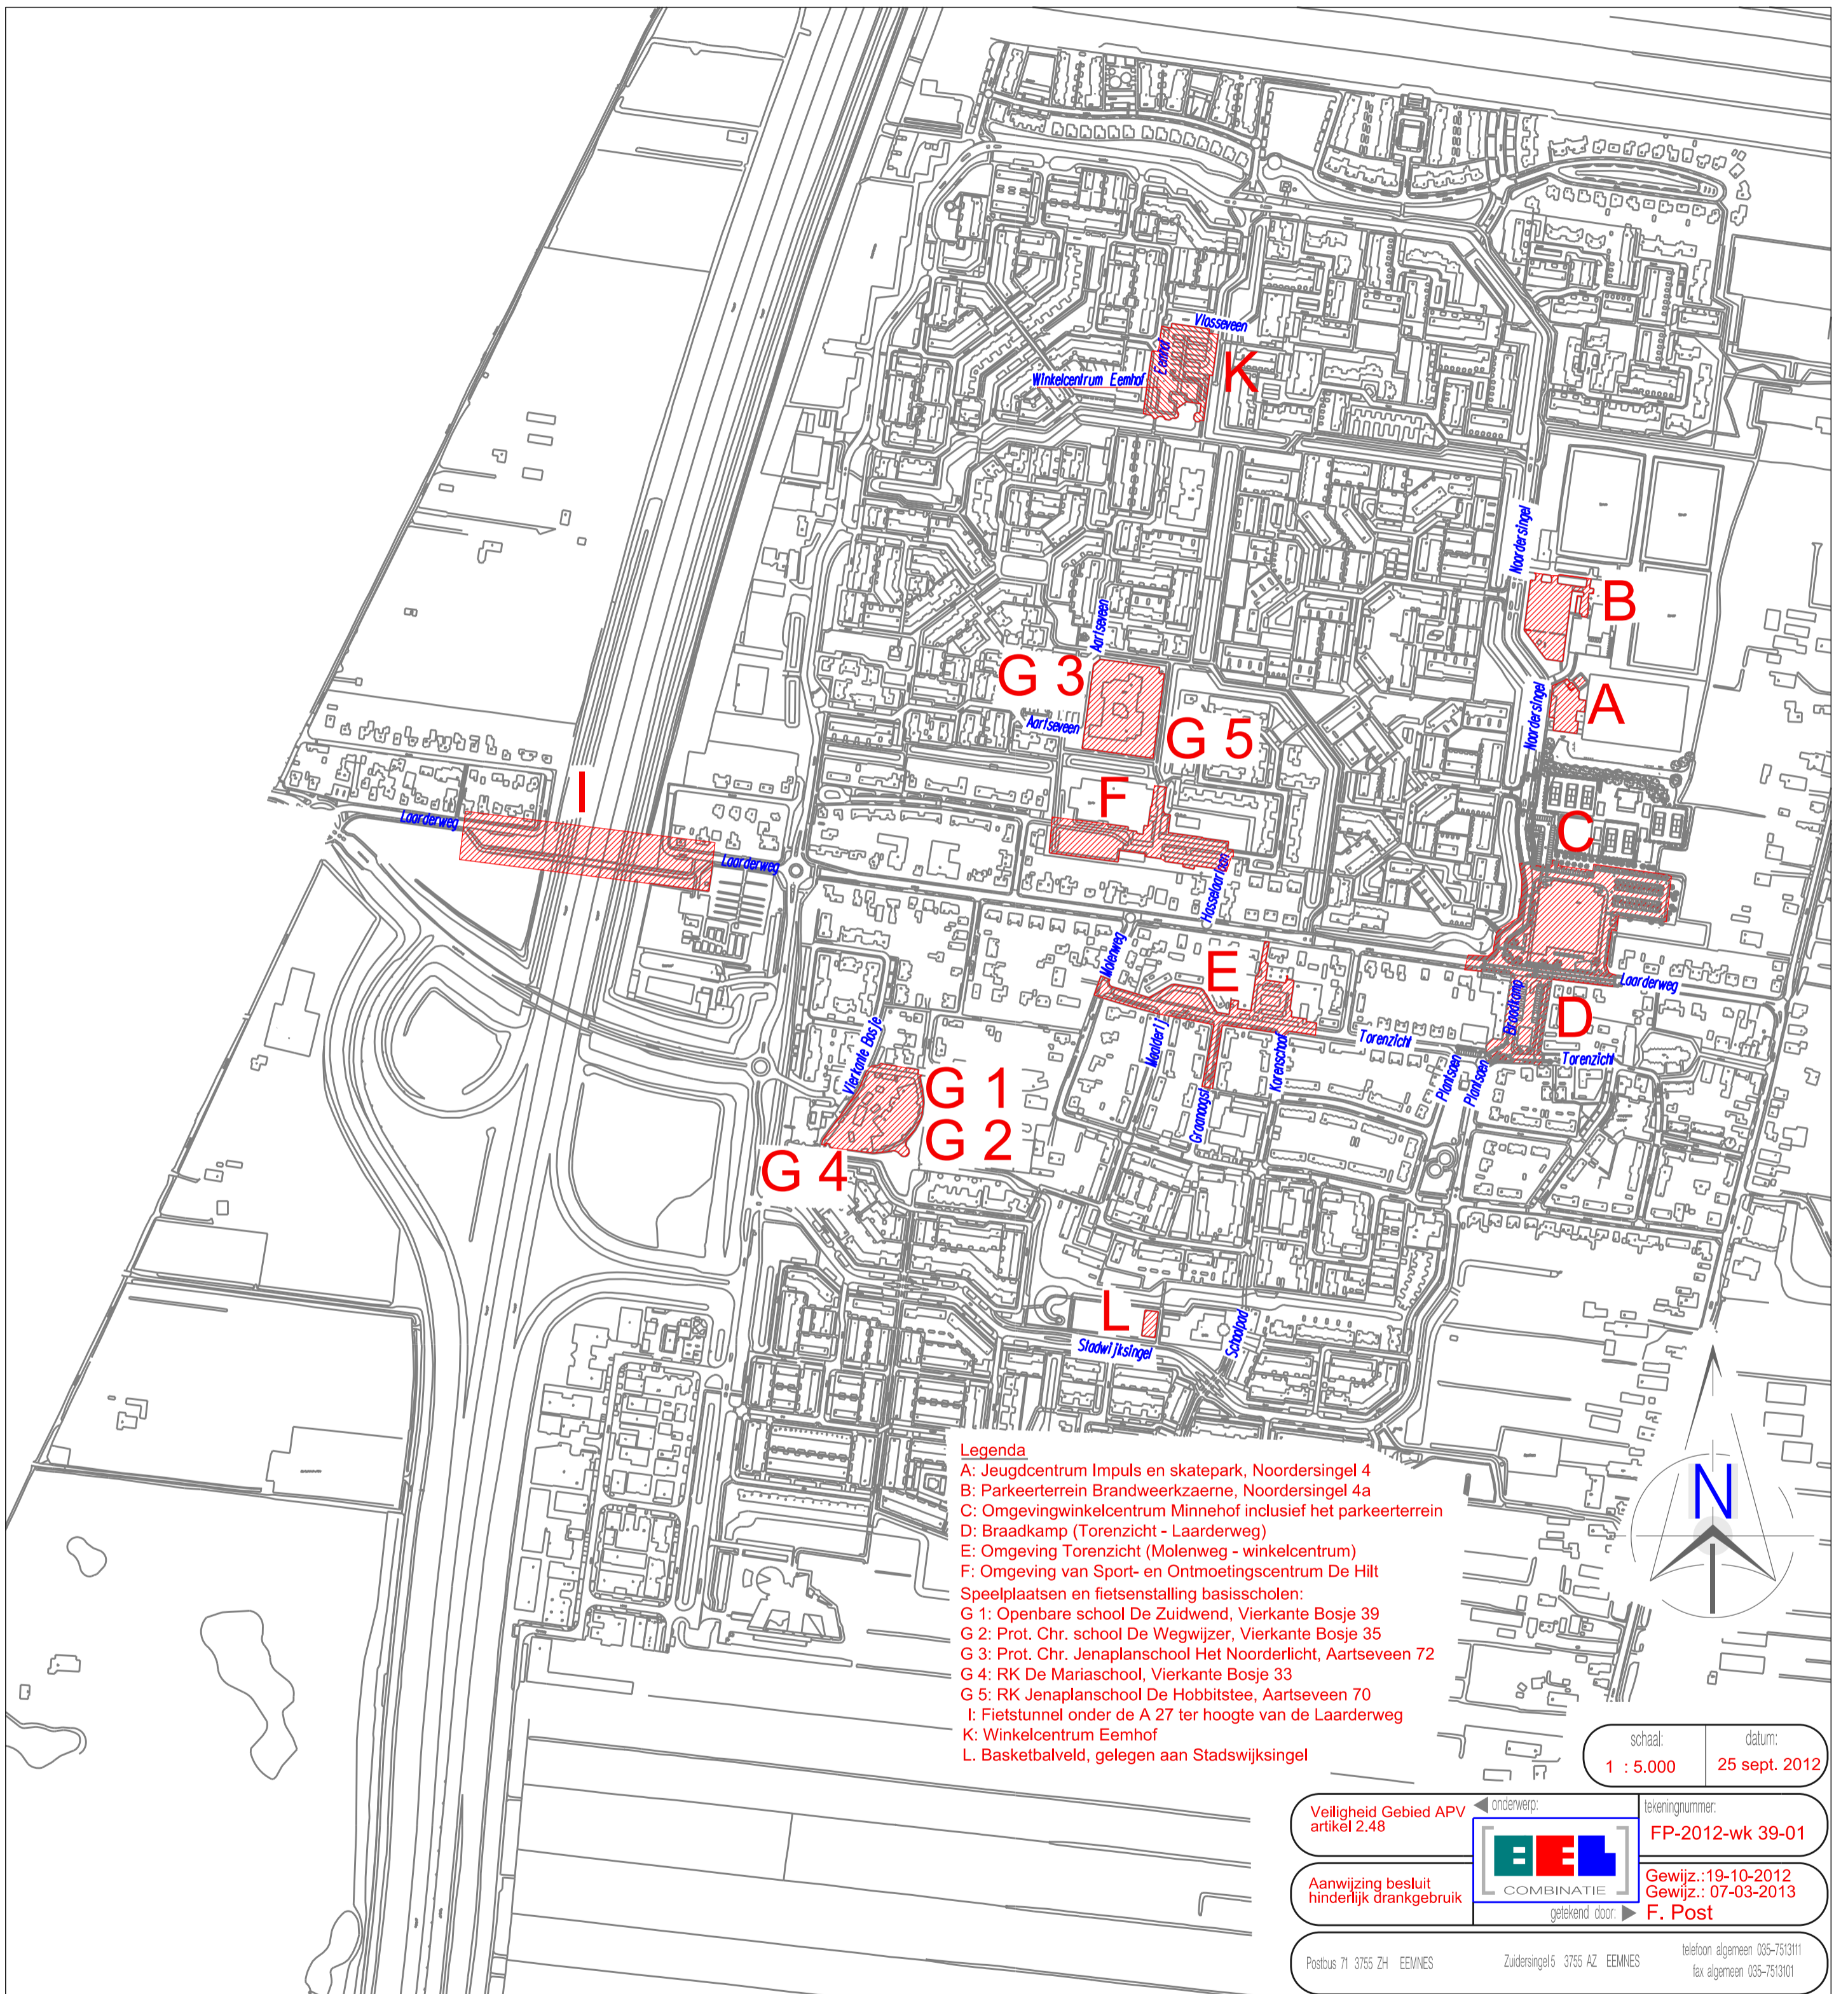 Vlosseveen
Eemhof
Winkelcentrum Eemhof
K
Noordersingel
B
Aartseveen
G 3
Aartseveen
G 5
Noordersingel
A
I
F
C
Laarderweg
Laarderweg
Hasselaarlaan
Molenweg
E
Laarderweg
Braadkamp
D
Vierkante Bosje
Maalderij
Korenschoof
Torenzicht
Torenzicht
Plantsoen
Plantsoen
G 1
Graanoogst
G 2
G 4
L
Stadwijksingel
Schoolpad
Legenda
A: Jeugdcentrum Impuls en skatepark, Noordersingel 4
B: Parkeerterrein Brandweerkzaerne, Noordersingel 4a
C: Omgevingwinkelcentrum Minnehof inclusief het parkeerterrein
D: Braadkamp (Torenzicht - Laarderweg)
E: Omgeving Torenzicht (Molenweg - winkelcentrum)
F: Omgeving van Sport- en Ontmoetingscentrum De Hilt
Speelplaatsen en fietsenstalling basisscholen:
G 1: Openbare school De Zuidwend, Vierkante Bosje 39
G 2: Prot. Chr. school De Wegwijzer, Vierkante Bosje 35
G 3: Prot. Chr. Jenaplanschool Het Noorderlicht, Aartseveen 72
G 4: RK De Mariaschool, Vierkante Bosje 33
G 5: RK Jenaplanschool De Hobbitstee, Aartseveen 70
I: Fietstunnel onder de A 27 ter hoogte van de Laarderweg
K: Winkelcentrum Eemhof
L. Basketbalveld, gelegen aan Stadswijksingel
N
schaal:
1 : 5.000
datum:
25 sept. 2012
Veiligheid Gebied APV
artikel 2.48
onderwerp:
tekeningnummer:
FP-2012-wk 39-01
BEL
COMBINATIE
Aanwijzing besluit
hinderlijk drankgebruik
Gewijz.:19-10-2012
Gewijz.: 07-03-2013
getekend door:
F. Post
Postbus 71 3755 ZH EEMNES
Zuidersingel 5 3755 AZ EEMNES
telefoon algemeen 035-7513111
fax algemeen 035-7513101